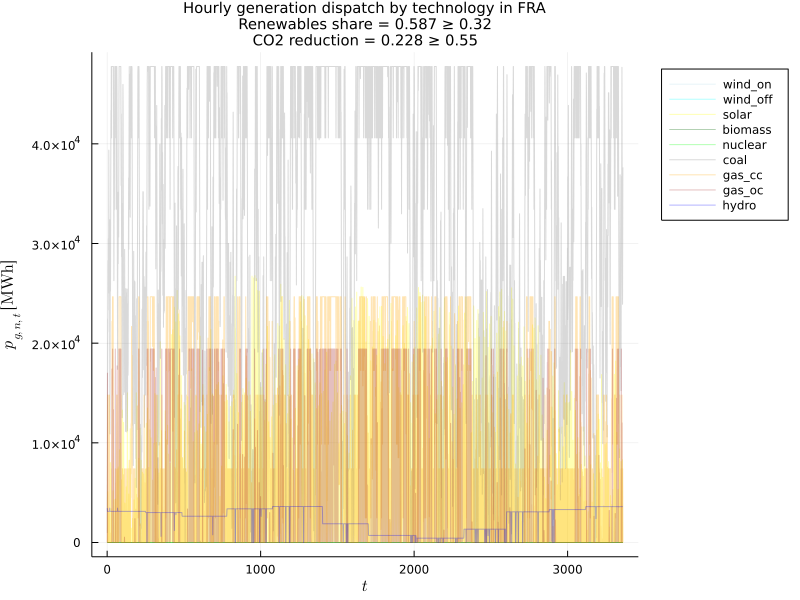 Hourly generation dispatch by technology in FRA
Renewables share = 0.587 ≥ 0.32
CO2 reduction = 0.228 ≥ 0.55
wind_on
wind_off
solar
biomass
nuclear
coal
gas_cc
gas_oc
hydro
4.0×10⁴
3.0×10⁴
2.0×10⁴
1.0×10⁴
0
p_{g,n,t} [MWh]
0 1000 2000 3000
t